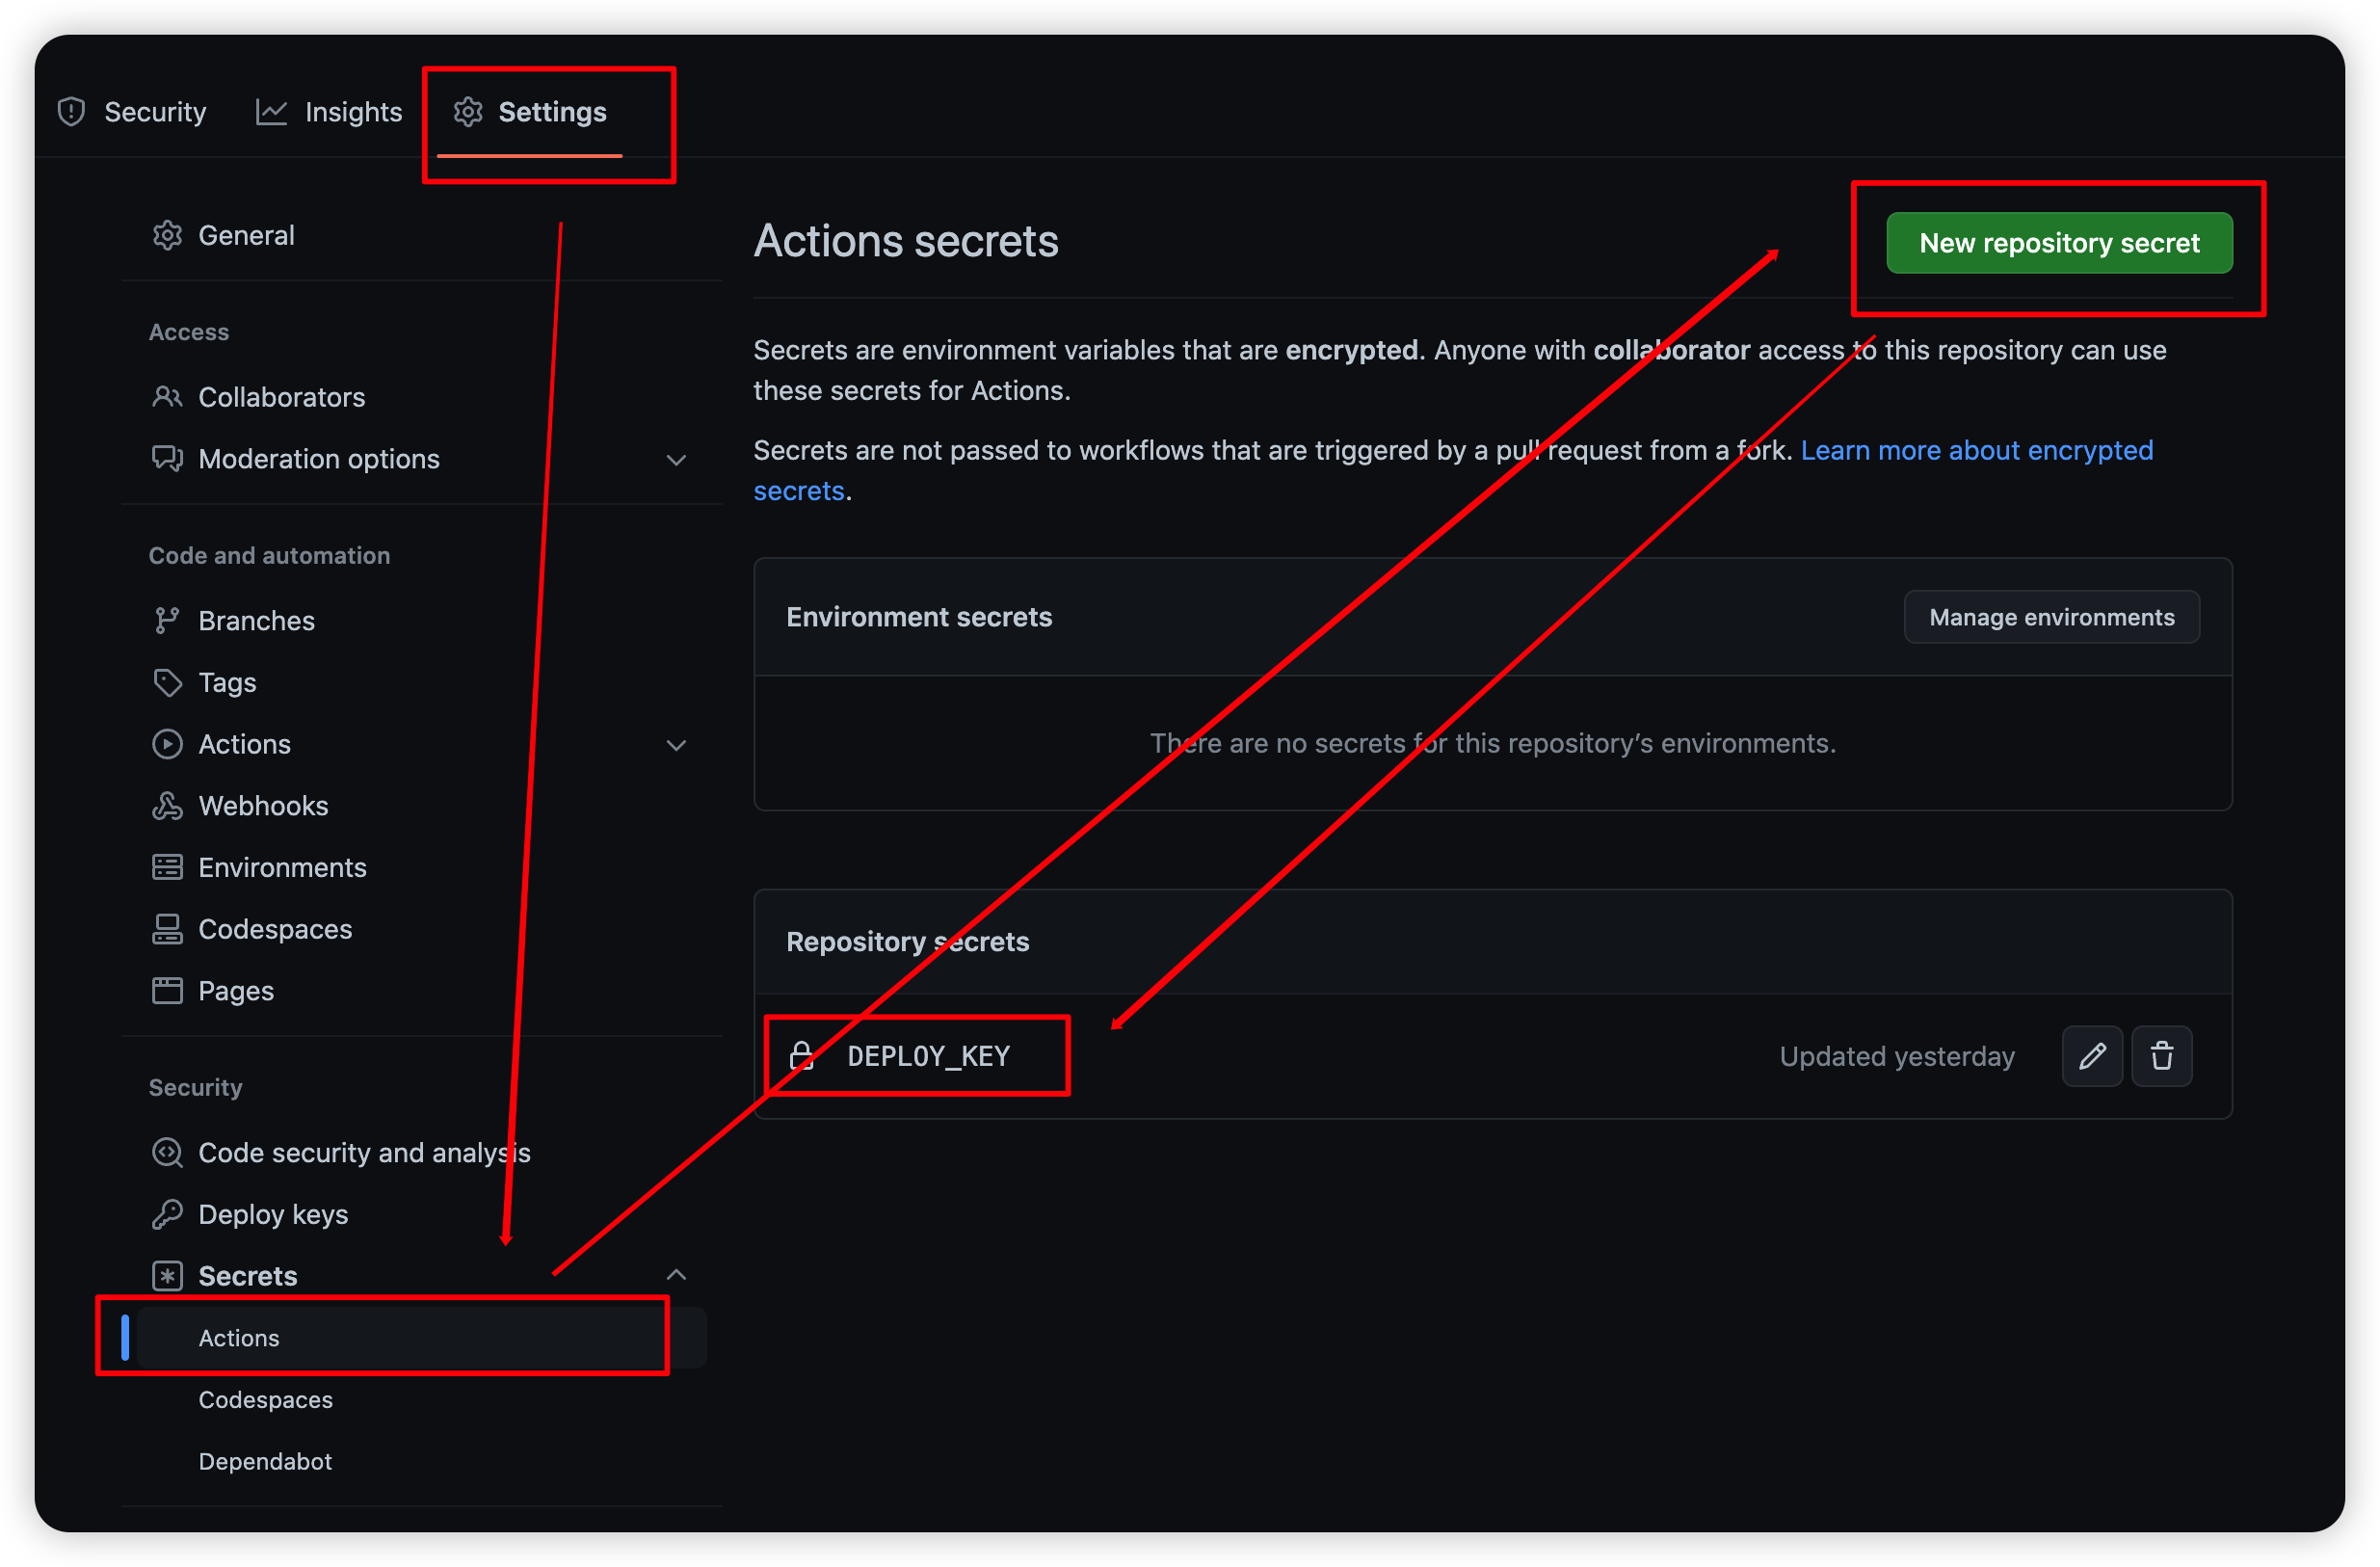 Security
Insights
Settings
General
Access
Collaborators
Moderation options
Code and automation
Branches
Tags
Actions
Webhooks
Environments
Codespaces
Pages
Security
Code security and analysis
Deploy keys
Secrets
Actions
Codespaces
Dependabot
Actions secrets
New repository secret
Secrets are environment variables that are encrypted. Anyone with collaborator access to this repository can use
these secrets for Actions.
Secrets are not passed to workflows that are triggered by a pull request from a fork. Learn more about encrypted
secrets.
Environment secrets
Manage environments
There are no secrets for this repository’s environments.
Repository secrets
DEPLOY_KEY
Updated yesterday